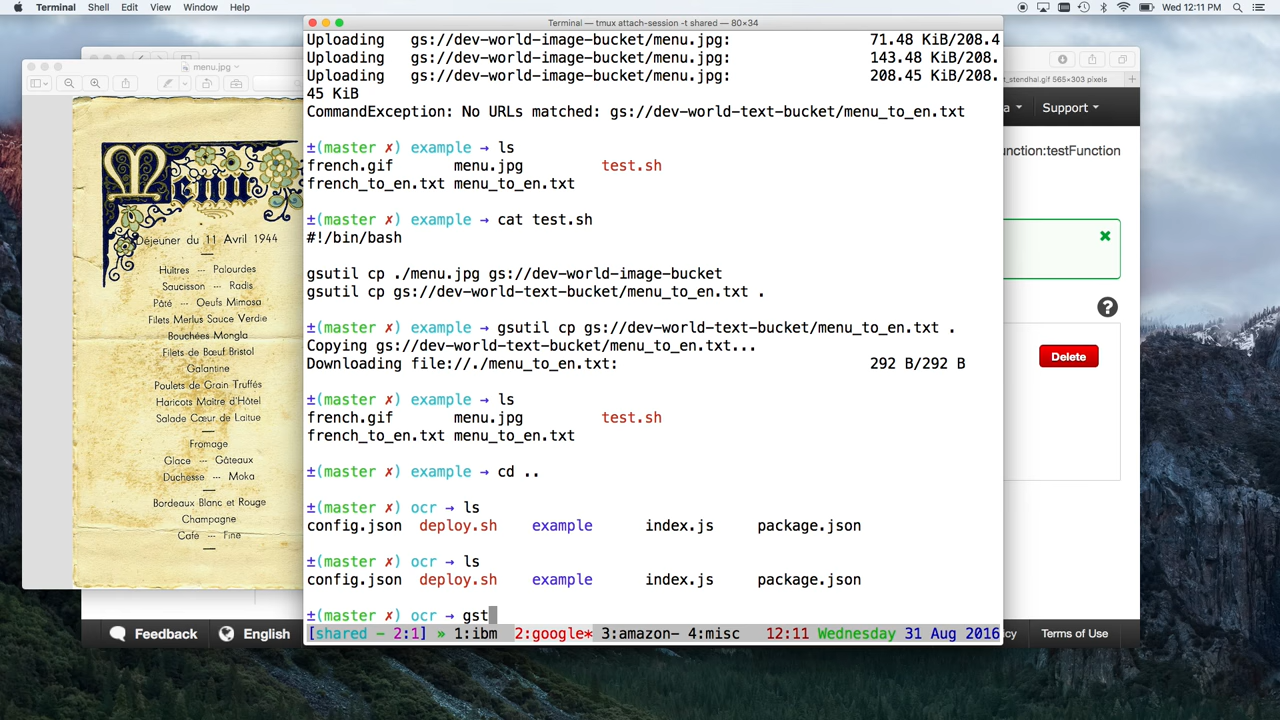 Terminal Shell Edit View Window Help Wed 12:11 PM
Terminal — tmux attach-session -t shared — 80×34
Uploading gs://dev-world-image-bucket/menu.jpg: 71.48 KiB/208.4
Uploading gs://dev-world-image-bucket/menu.jpg: 143.48 KiB/208.
Uploading gs://dev-world-image-bucket/menu.jpg: 208.45 KiB/208.
45 KiB
CommandException: No URLs matched: gs://dev-world-text-bucket/menu_to_en.txt
±(master ✗) example → ls
french.gif menu.jpg test.sh
french_to_en.txt menu_to_en.txt
±(master ✗) example → cat test.sh
#!/bin/bash
gsutil cp ./menu.jpg gs://dev-world-image-bucket
gsutil cp gs://dev-world-text-bucket/menu_to_en.txt .
±(master ✗) example → gsutil cp gs://dev-world-text-bucket/menu_to_en.txt .
Copying gs://dev-world-text-bucket/menu_to_en.txt...
Downloading file://./menu_to_en.txt: 292 B/292 B
±(master ✗) example → ls
french.gif menu.jpg test.sh
french_to_en.txt menu_to_en.txt
±(master ✗) example → cd ..
±(master ✗) ocr → ls
config.json deploy.sh example index.js package.json
±(master ✗) ocr → ls
config.json deploy.sh example index.js package.json
±(master ✗) ocr → gst
[shared - 2:1] » 1:ibm 2:google* 3:amazon- 4:misc 12:11 Wednesday 31 Aug 2016
menu.jpg
Menu
Déjeuner du 11 Avril 1944
Huîtres --- Palourdes
Saucisson --- Radis
Pâté --- Oeufs Mimosa
Filets Merlus Sauce Verdie
Bouchées Mongla
Filets de Bœuf Bristol
Galantine
Poulets de Grain Truffés
Haricots Maître d'Hôtel
Salade Cœur de Laitue
Fromage
Glace --- Gâteaux
Duchesse --- Moka
Bordeaux Blanc et Rouge
Champagne
Café --- Fine
t_stendhal.gif 565×303 pixels
a Support
unction:testFunction
Delete
Feedback English cy Terms of Use